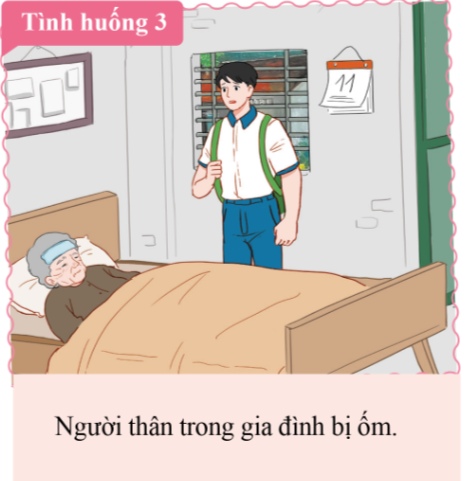 Tình huống 3
11
Người thân trong gia đình bị ốm.